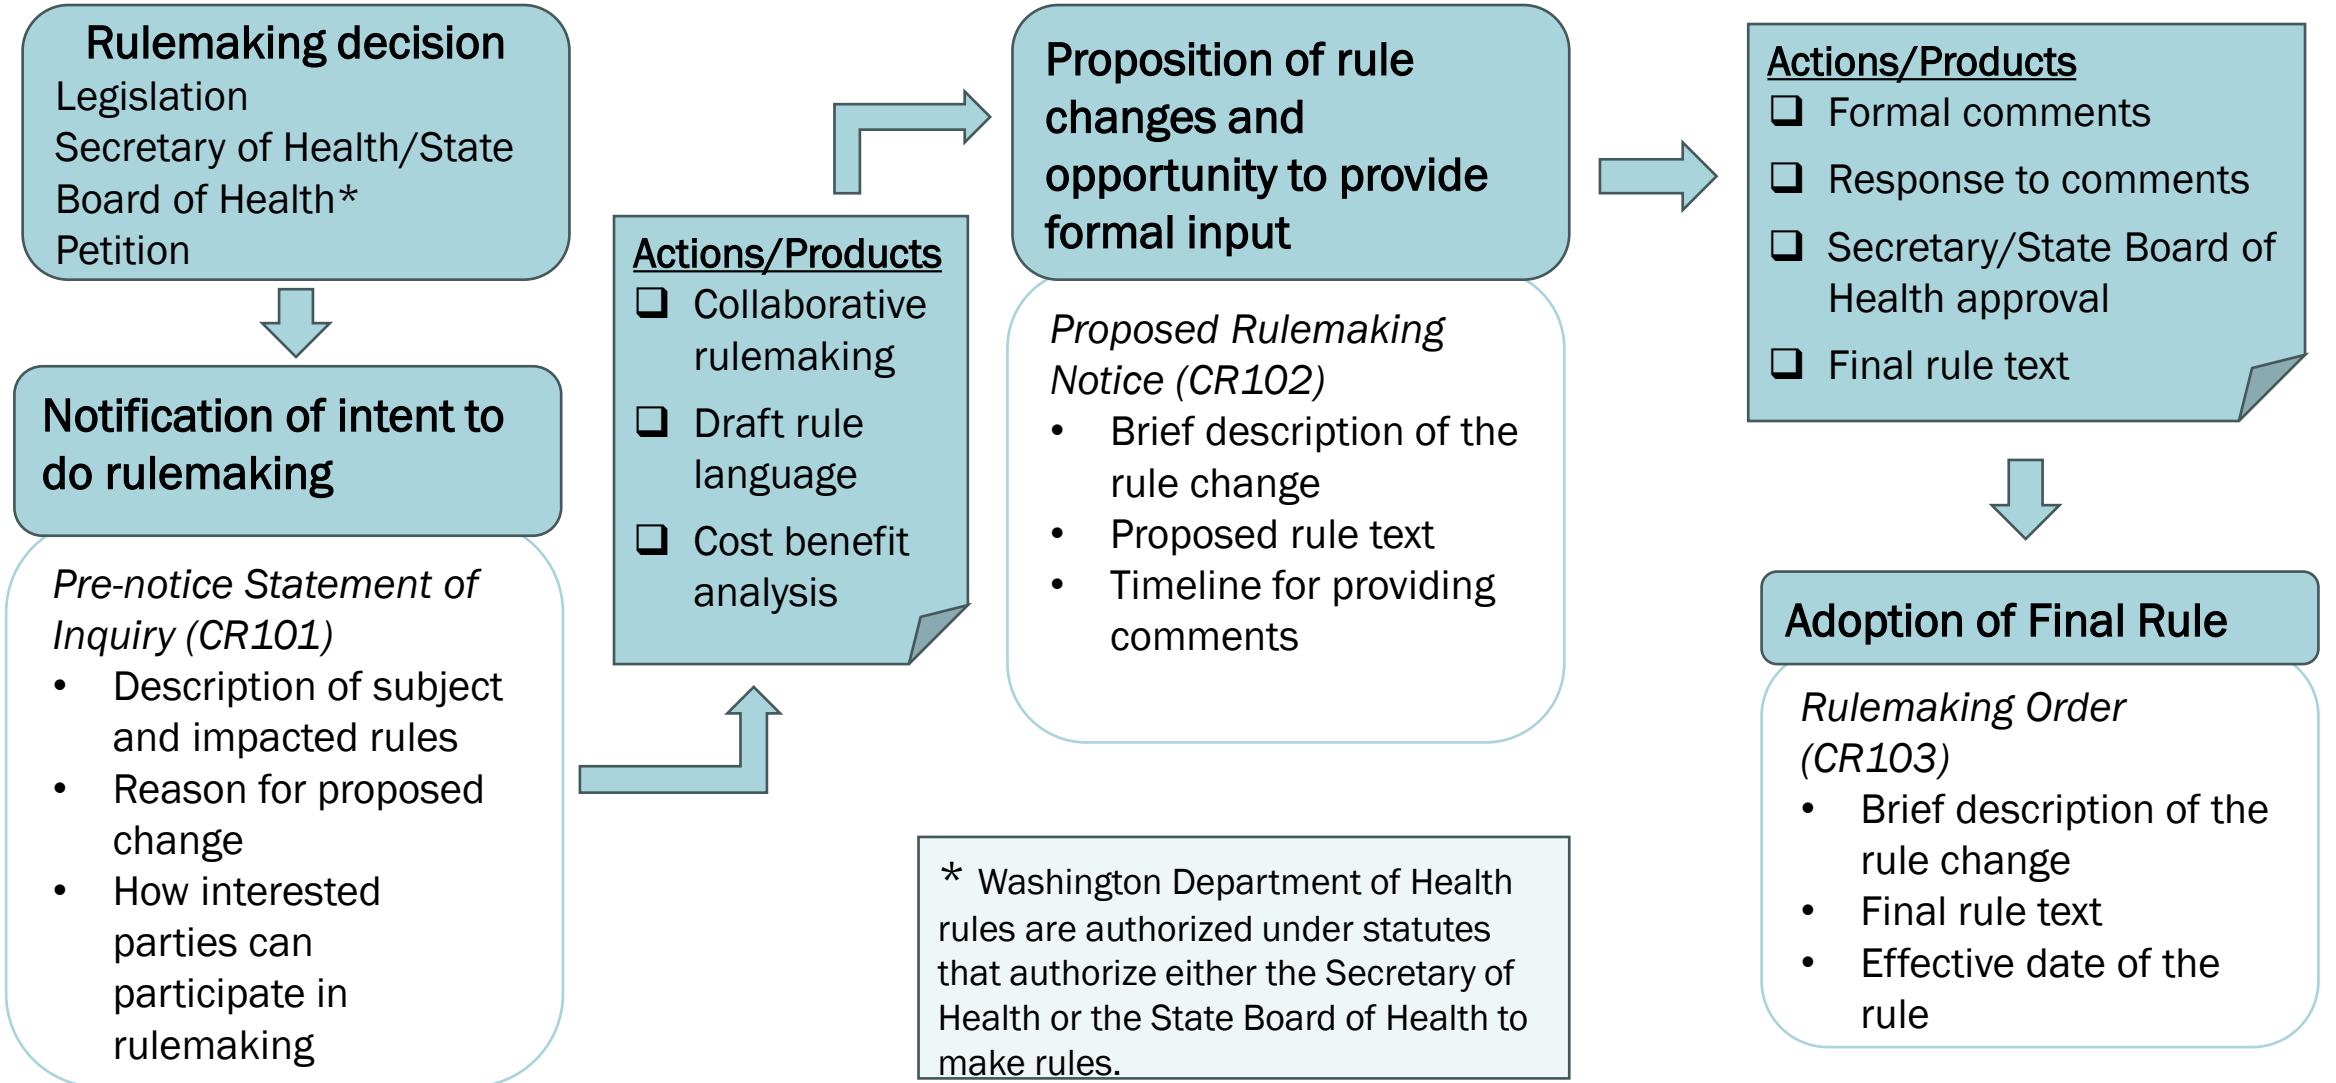 Rulemaking decision
Legislation
Secretary of Health/State
Board of Health*
Petition
Notification of intent to
do rulemaking
Pre-notice Statement of
Inquiry (CR101)
• Description of subject
and impacted rules
• Reason for proposed
change
• How interested
parties can
participate in
rulemaking
Actions/Products
❑ Collaborative
rulemaking
❑ Draft rule
language
❑ Cost benefit
analysis
Proposition of rule
changes and
opportunity to provide
formal input
Proposed Rulemaking
Notice (CR102)
• Brief description of the
rule change
• Proposed rule text
• Timeline for providing
comments
Actions/Products
❑ Formal comments
❑ Response to comments
❑ Secretary/State Board of
Health approval
❑ Final rule text
Adoption of Final Rule
Rulemaking Order
(CR103)
• Brief description of the
rule change
• Final rule text
• Effective date of the
rule
* Washington Department of Health
rules are authorized under statutes
that authorize either the Secretary of
Health or the State Board of Health to
make rules.